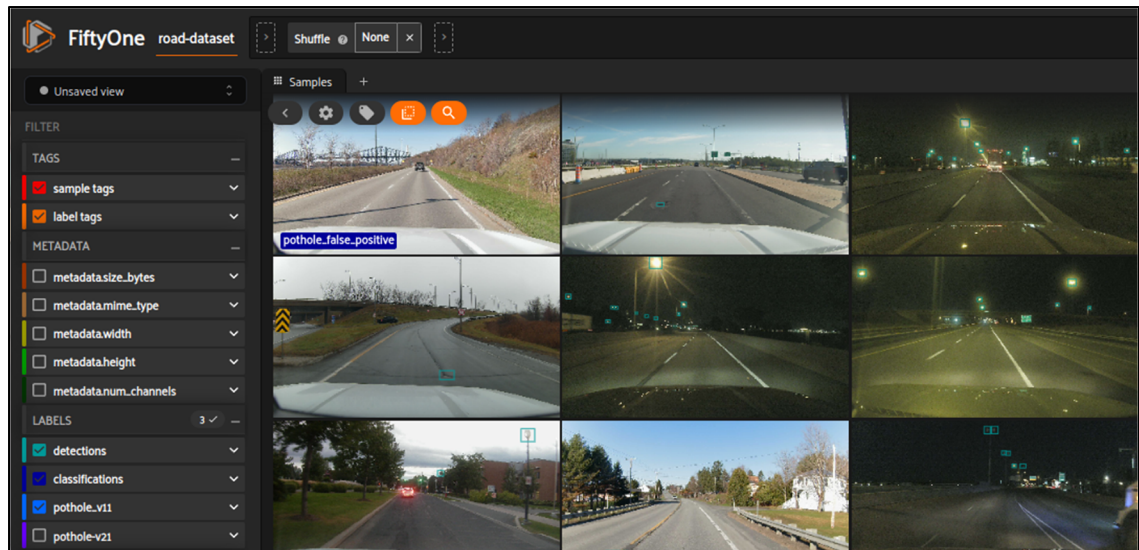 FiftyOne road-dataset Shuffle None ×
Unsaved view
Samples +
FILTER
TAGS
sample tags
label tags
METADATA
pothole_false_positive
metadata.size_bytes
metadata.mime_type
metadata.width
metadata.height
metadata.num_channels
LABELS 3
detections
classifications
pothole_v11
pothole-v21